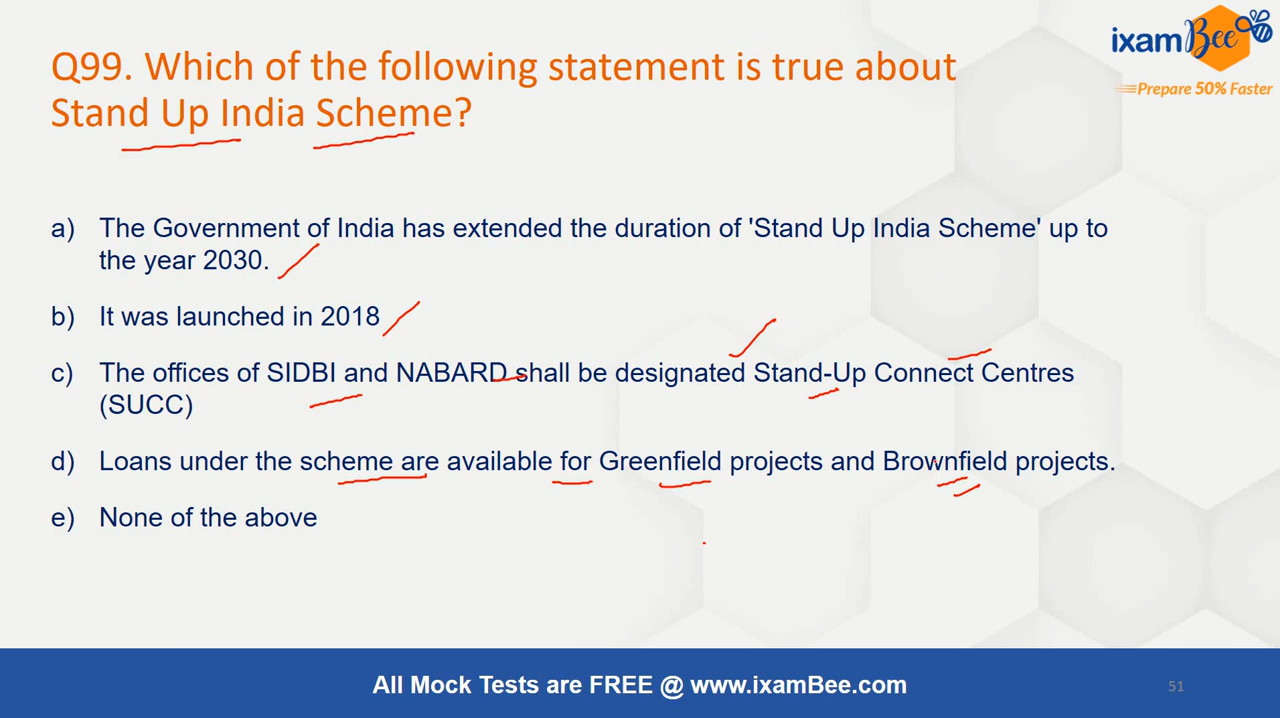 ixamBee
Prepare 50% Faster
Q99. Which of the following statement is true about
Stand Up India Scheme?
a) The Government of India has extended the duration of 'Stand Up India Scheme' up to
the year 2030.
b) It was launched in 2018
c) The offices of SIDBI and NABARD shall be designated Stand-Up Connect Centres
(SUCC)
d) Loans under the scheme are available for Greenfield projects and Brownfield projects.
e) None of the above
All Mock Tests are FREE @ www.ixamBee.com
51